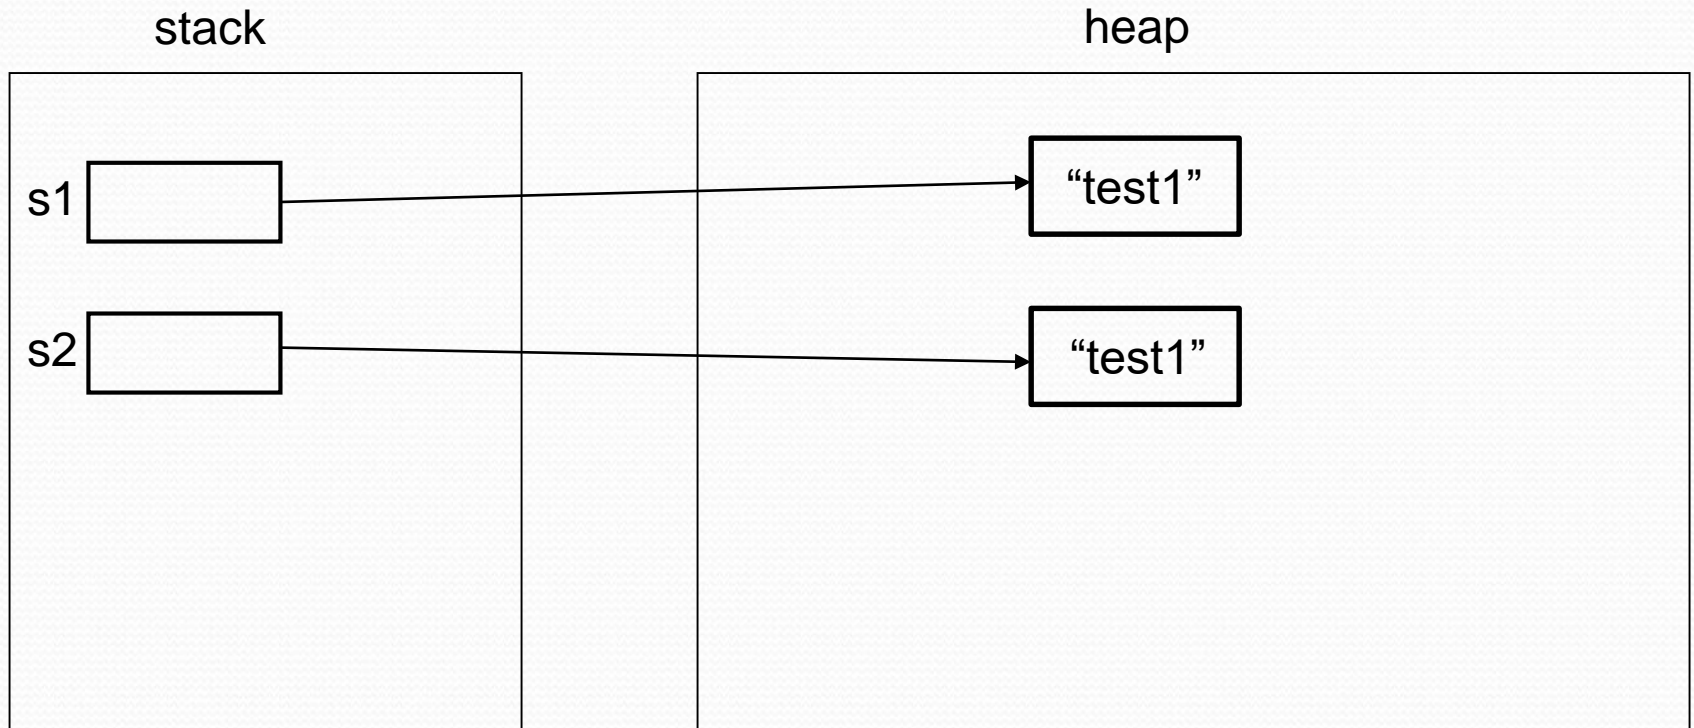 stack
heap
s1
“test1”
s2
“test1”